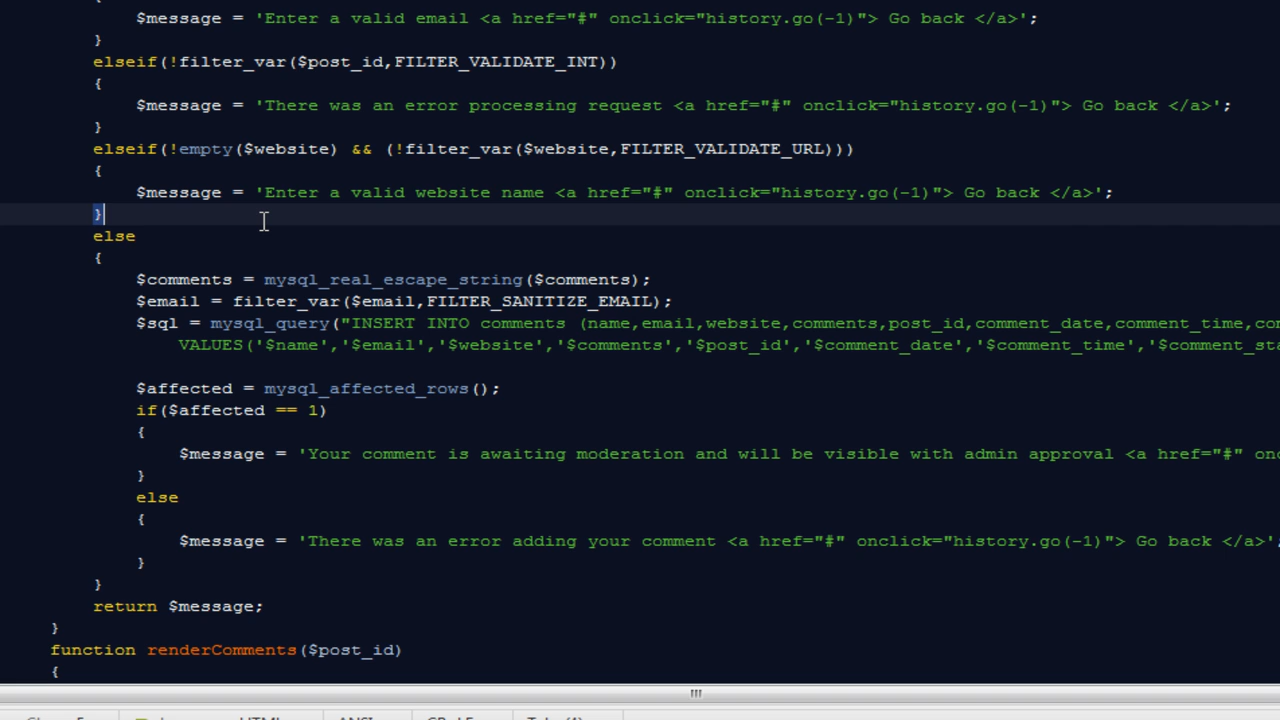 {
$message = 'Enter a valid email <a href="#" onclick="history.go(-1)"> Go back </a>';
}
elseif(!filter_var($post_id,FILTER_VALIDATE_INT))
{
$message = 'There was an error processing request <a href="#" onclick="history.go(-1)"> Go back </a>';
}
elseif(!empty($website) && (!filter_var($website,FILTER_VALIDATE_URL)))
{
$message = 'Enter a valid website name <a href="#" onclick="history.go(-1)"> Go back </a>';
}
else
{
$comments = mysql_real_escape_string($comments);
$email = filter_var($email,FILTER_SANITIZE_EMAIL);
$sql = mysql_query("INSERT INTO comments (name,email,website,comments,post_id,comment_date,comment_time,co
VALUES('$name','$email','$website','$comments','$post_id','$comment_date','$comment_time','$comment_sta
$affected = mysql_affected_rows();
if($affected == 1)
{
$message = 'Your comment is awaiting moderation and will be visible with admin approval <a href="#" on
}
else
{
$message = 'There was an error adding your comment <a href="#" onclick="history.go(-1)"> Go back </a>';
}
}
return $message;
}
function renderComments($post_id)
{